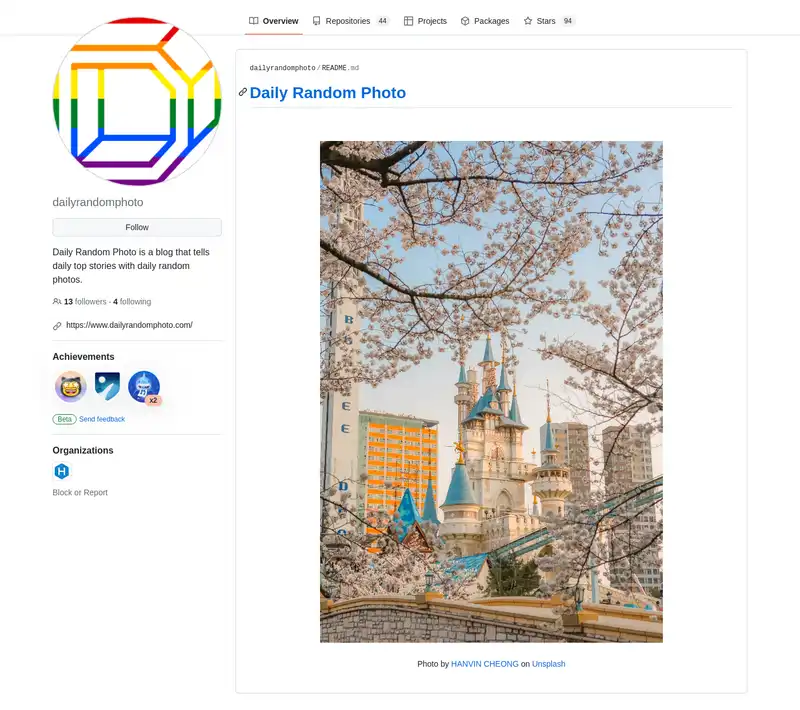 Overview
Repositories 44
Projects
Packages
Stars 94
dailyrandomphoto
Follow
Daily Random Photo is a blog that tells
daily top stories with daily random
photos.
13 followers · 4 following
https://www.dailyrandomphoto.com/
Achievements
x2
Beta Send feedback
Organizations
H
Block or Report
dailyrandomphoto/README.md
Daily Random Photo
Photo by HANVIN CHEONG on Unsplash